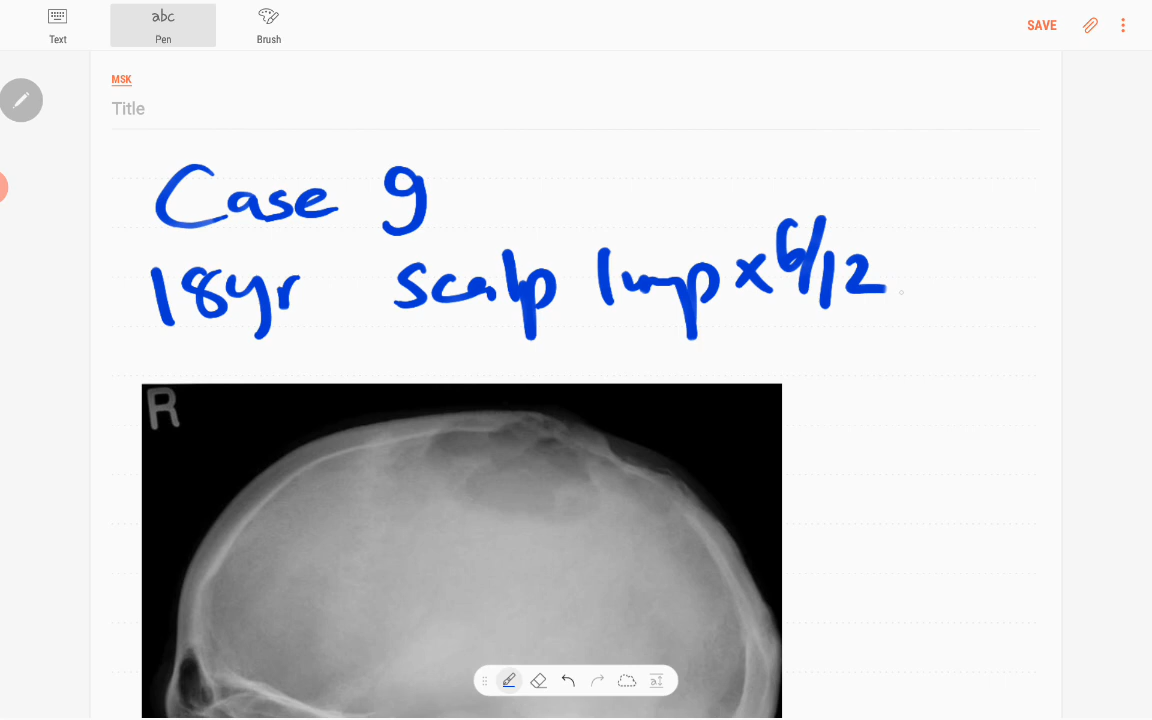 Text
abc
Pen
Brush
SAVE
MSK
Title
Case 9
18yr scalp lump x 6/12
R